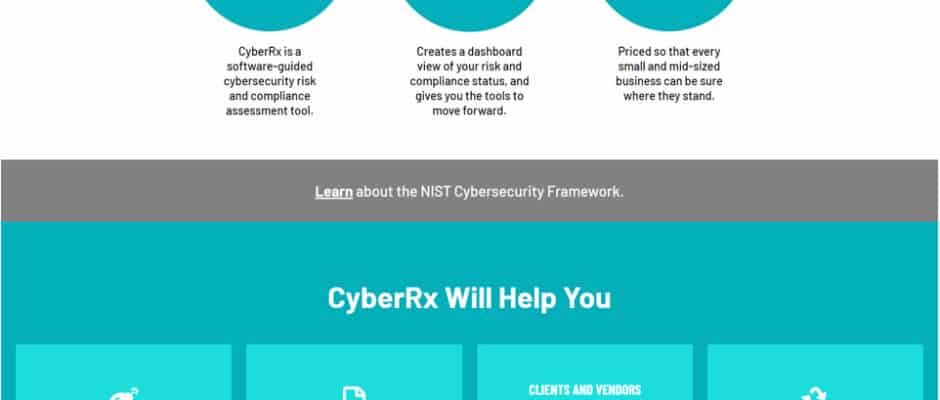 CyberRx is a
software-guided
cybersecurity risk
and compliance
assessment tool.
Creates a dashboard
view of your risk and
compliance status, and
gives you the tools to
move forward.
Priced so that every
small and mid-sized
business can be sure
where they stand.
Learn about the NIST Cybersecurity Framework.
CyberRx Will Help You
CLIENTS AND VENDORS